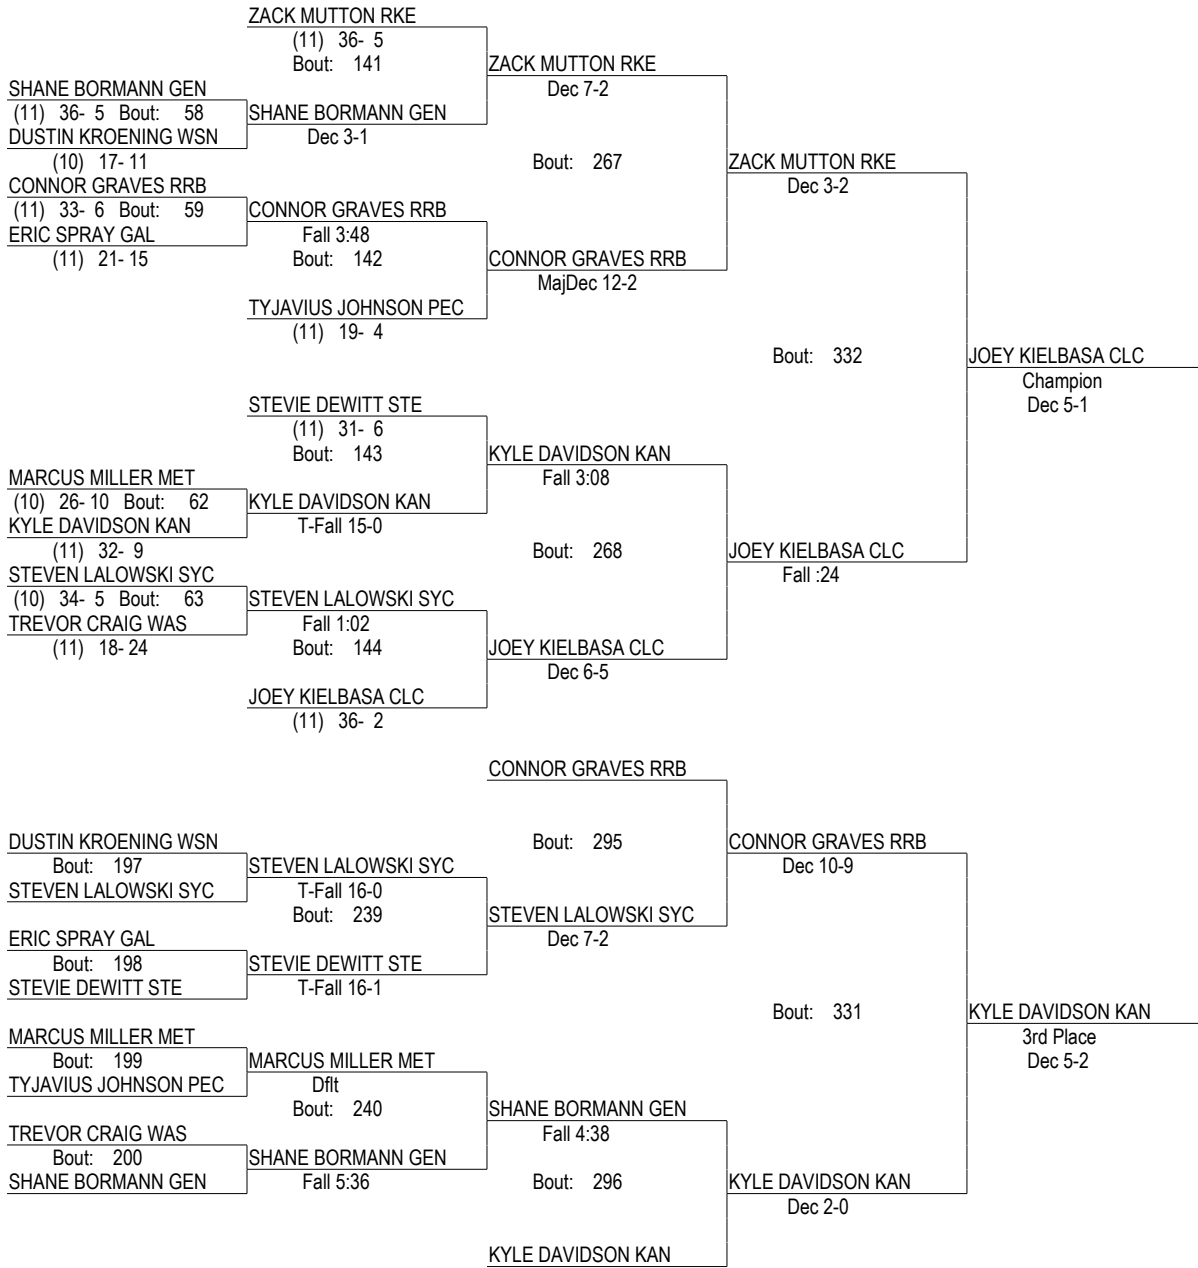 ZACK MUTTON RKE
(11) 36- 5
Bout: 141
ZACK MUTTON RKE
Dec 7-2
SHANE BORMANN GEN
(11) 36- 5 Bout: 58
SHANE BORMANN GEN
Dec 3-1
DUSTIN KROENING WSN
(10) 17- 11
Bout: 267
ZACK MUTTON RKE
Dec 3-2
CONNOR GRAVES RRB
(11) 33- 6 Bout: 59
CONNOR GRAVES RRB
Fall 3:48
ERIC SPRAY GAL
(11) 21- 15
Bout: 142
CONNOR GRAVES RRB
MajDec 12-2
TYJAVIUS JOHNSON PEC
(11) 19- 4
Bout: 332
JOEY KIELBASA CLC
Champion
Dec 5-1
STEVIE DEWITT STE
(11) 31- 6
Bout: 143
KYLE DAVIDSON KAN
Fall 3:08
MARCUS MILLER MET
(10) 26- 10 Bout: 62
KYLE DAVIDSON KAN
T-Fall 15-0
KYLE DAVIDSON KAN
(11) 32- 9
Bout: 268
JOEY KIELBASA CLC
Fall :24
STEVEN LALOWSKI SYC
(10) 34- 5 Bout: 63
STEVEN LALOWSKI SYC
Fall 1:02
TREVOR CRAIG WAS
(11) 18- 24
Bout: 144
JOEY KIELBASA CLC
Dec 6-5
JOEY KIELBASA CLC
(11) 36- 2
CONNOR GRAVES RRB
DUSTIN KROENING WSN
Bout: 197
STEVEN LALOWSKI SYC
Bout: 295
CONNOR GRAVES RRB
Dec 10-9
STEVEN LALOWSKI SYC
T-Fall 16-0
Bout: 239
STEVEN LALOWSKI SYC
Dec 7-2
ERIC SPRAY GAL
Bout: 198
STEVIE DEWITT STE
STEVIE DEWITT STE
T-Fall 16-1
Bout: 331
KYLE DAVIDSON KAN
3rd Place
Dec 5-2
MARCUS MILLER MET
Bout: 199
TYJAVIUS JOHNSON PEC
MARCUS MILLER MET
Dflt
Bout: 240
SHANE BORMANN GEN
Fall 4:38
TREVOR CRAIG WAS
Bout: 200
SHANE BORMANN GEN
SHANE BORMANN GEN
Fall 5:36
Bout: 296
KYLE DAVIDSON KAN
Dec 2-0
KYLE DAVIDSON KAN